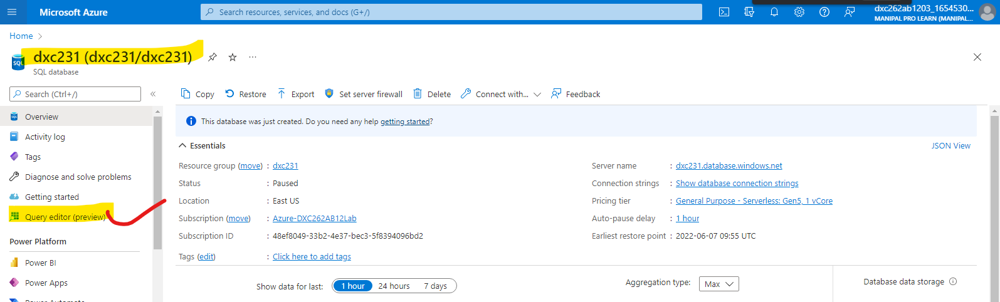 Microsoft Azure
Search resources, services, and docs (G+/)
dxc262ab1203_1654530...
MANIPAL PRO LEARN (MANIPAL...
Home >
dxc231 (dxc231/dxc231)
SQL database
Search (Ctrl+/)
Copy Restore Export Set server firewall Delete Connect with... Feedback
Overview
Activity log
Tags
Diagnose and solve problems
Getting started
Query editor (preview)
Power Platform
Power BI
Power Apps
Power Automate
This database was just created. Do you need any help getting started?
Essentials
JSON View
Resource group (move) : dxc231
Status : Paused
Location : East US
Subscription (move) : Azure-DXC262AB12Lab
Subscription ID : 48ef8049-33b2-4e37-bec3-5f8394096bd2
Tags (edit) : Click here to add tags
Server name : dxc231.database.windows.net
Connection strings : Show database connection strings
Pricing tier : General Purpose - Serverless: Gen5, 1 vCore
Auto-pause delay : 1 hour
Earliest restore point : 2022-06-07 09:55 UTC
Show data for last: 1 hour 24 hours 7 days
Aggregation type: Max
Database data storage